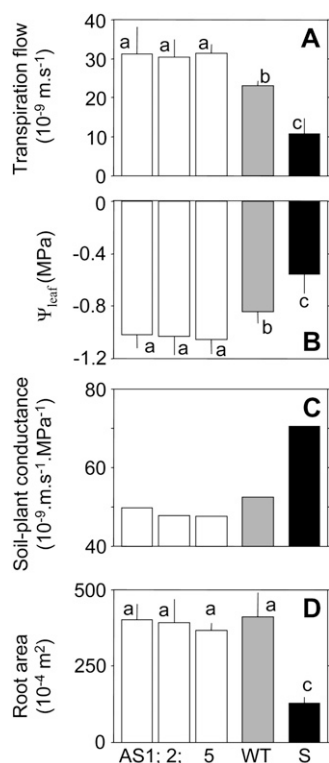 Transpiration flow
(10⁻⁹ m.s⁻¹)
40
30
20
10
0
A
a a a b c
Ψleaf (MPa)
0
-0.4
-0.8
-1.2
a a a b c
B
Soil-plant conductance
(10⁻⁹.m.s⁻¹.MPa⁻¹)
80
60
40
C
Root area
(10⁻⁴ m²)
500
250
0
D
a a a a c
AS1: 2: 5 WT S